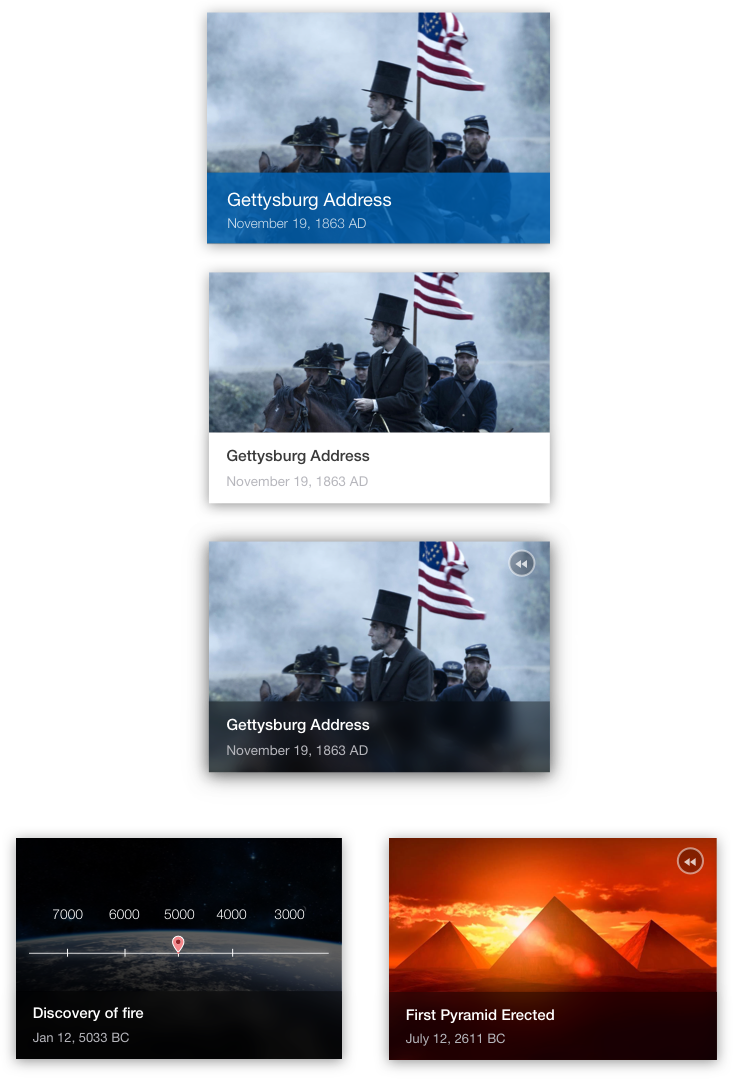 Gettysburg Address
November 19, 1863 AD
Gettysburg Address
November 19, 1863 AD
Gettysburg Address
November 19, 1863 AD
7000 6000 5000 4000 3000
Discovery of fire
Jan 12, 5033 BC
First Pyramid Erected
July 12, 2611 BC